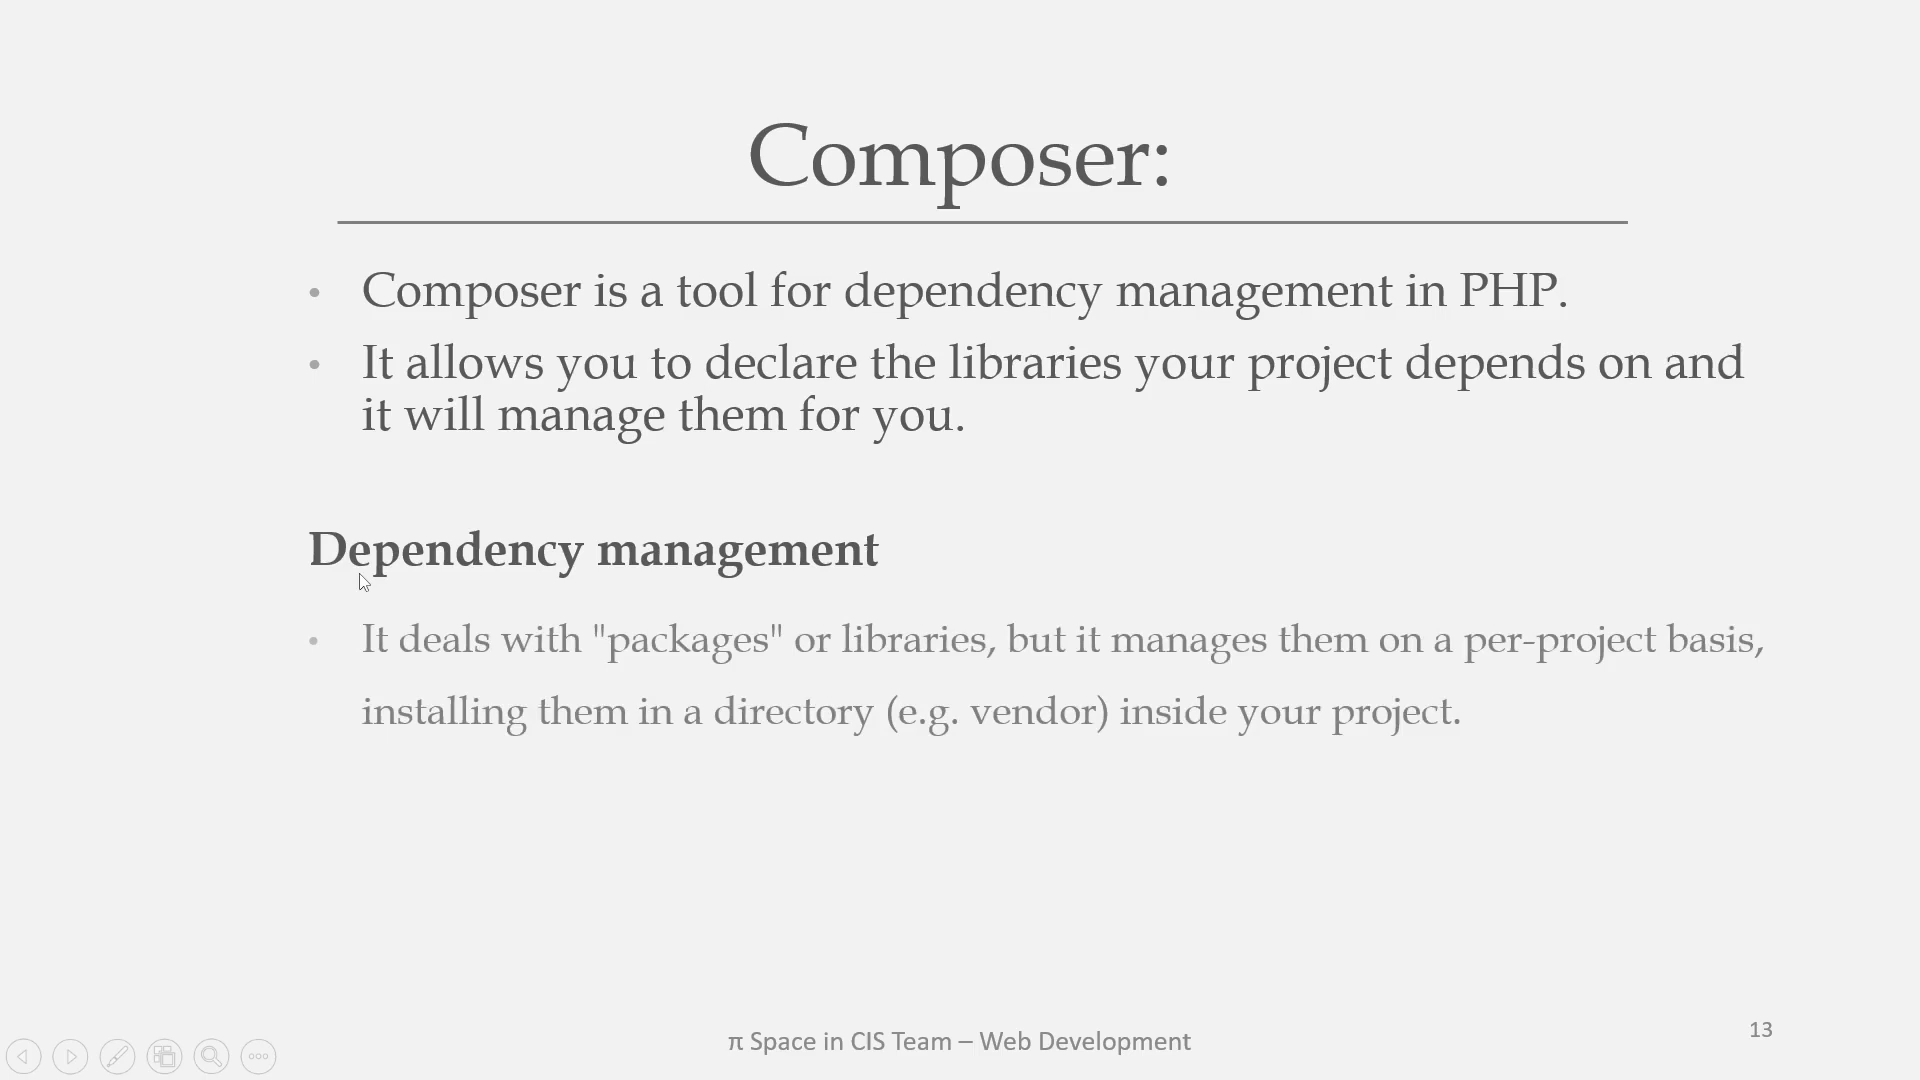 Composer:
• Composer is a tool for dependency management in PHP.
• It allows you to declare the libraries your project depends on and
it will manage them for you.
Dependency management
• It deals with "packages" or libraries, but it manages them on a per-project basis,
installing them in a directory (e.g. vendor) inside your project.
π Space in CIS Team – Web Development
13